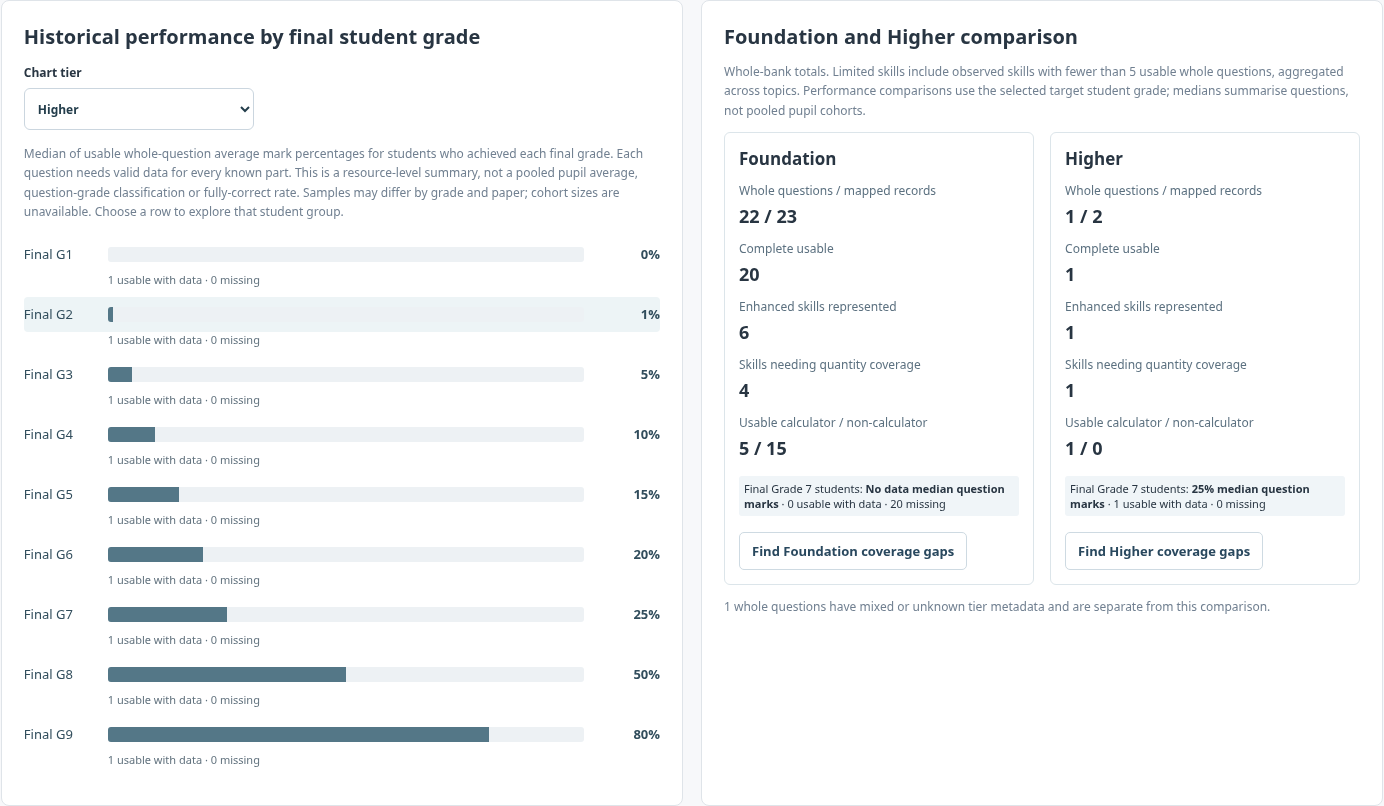 Historical performance by final student grade
Chart tier
Higher
Median of usable whole-question average mark percentages for students who achieved each final grade. Each
question needs valid data for every known part. This is a resource-level summary, not a pooled pupil average,
question-grade classification or fully-correct rate. Samples may differ by grade and paper; cohort sizes are
unavailable. Choose a row to explore that student group.
Final G1 0%
1 usable with data · 0 missing
Final G2 1%
1 usable with data · 0 missing
Final G3 5%
1 usable with data · 0 missing
Final G4 10%
1 usable with data · 0 missing
Final G5 15%
1 usable with data · 0 missing
Final G6 20%
1 usable with data · 0 missing
Final G7 25%
1 usable with data · 0 missing
Final G8 50%
1 usable with data · 0 missing
Final G9 80%
1 usable with data · 0 missing
Foundation and Higher comparison
Whole-bank totals. Limited skills include observed skills with fewer than 5 usable whole questions, aggregated
across topics. Performance comparisons use the selected target student grade; medians summarise questions,
not pooled pupil cohorts.
Foundation
Whole questions / mapped records
22 / 23
Complete usable
20
Enhanced skills represented
6
Skills needing quantity coverage
4
Usable calculator / non-calculator
5 / 15
Final Grade 7 students: No data median question
marks · 0 usable with data · 20 missing
Find Foundation coverage gaps
Higher
Whole questions / mapped records
1 / 2
Complete usable
1
Enhanced skills represented
1
Skills needing quantity coverage
1
Usable calculator / non-calculator
1 / 0
Final Grade 7 students: 25% median question
marks · 1 usable with data · 0 missing
Find Higher coverage gaps
1 whole questions have mixed or unknown tier metadata and are separate from this comparison.